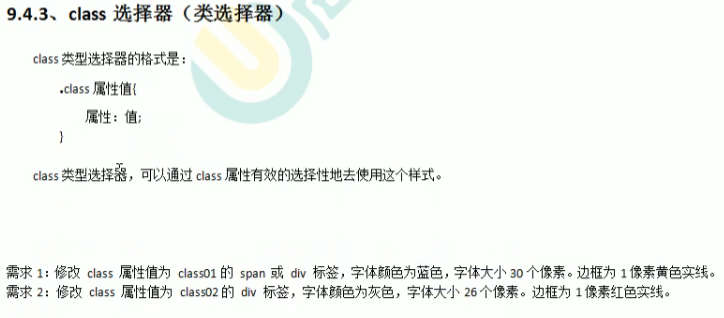 9.4.3、class 选择器（类选择器）
class 类型选择器的格式是：
.class 属性值{
属性：值;
}
class 类型选择器，可以通过 class 属性有效的选择性地去使用这个样式。
需求 1：修改 class 属性值为 class01 的 span 或 div 标签，字体颜色为蓝色，字体大小 30 个像素。边框为 1 像素黄色实线。
需求 2：修改 class 属性值为 class02 的 div 标签，字体颜色为灰色，字体大小 26 个像素。边框为 1 像素红色实线。